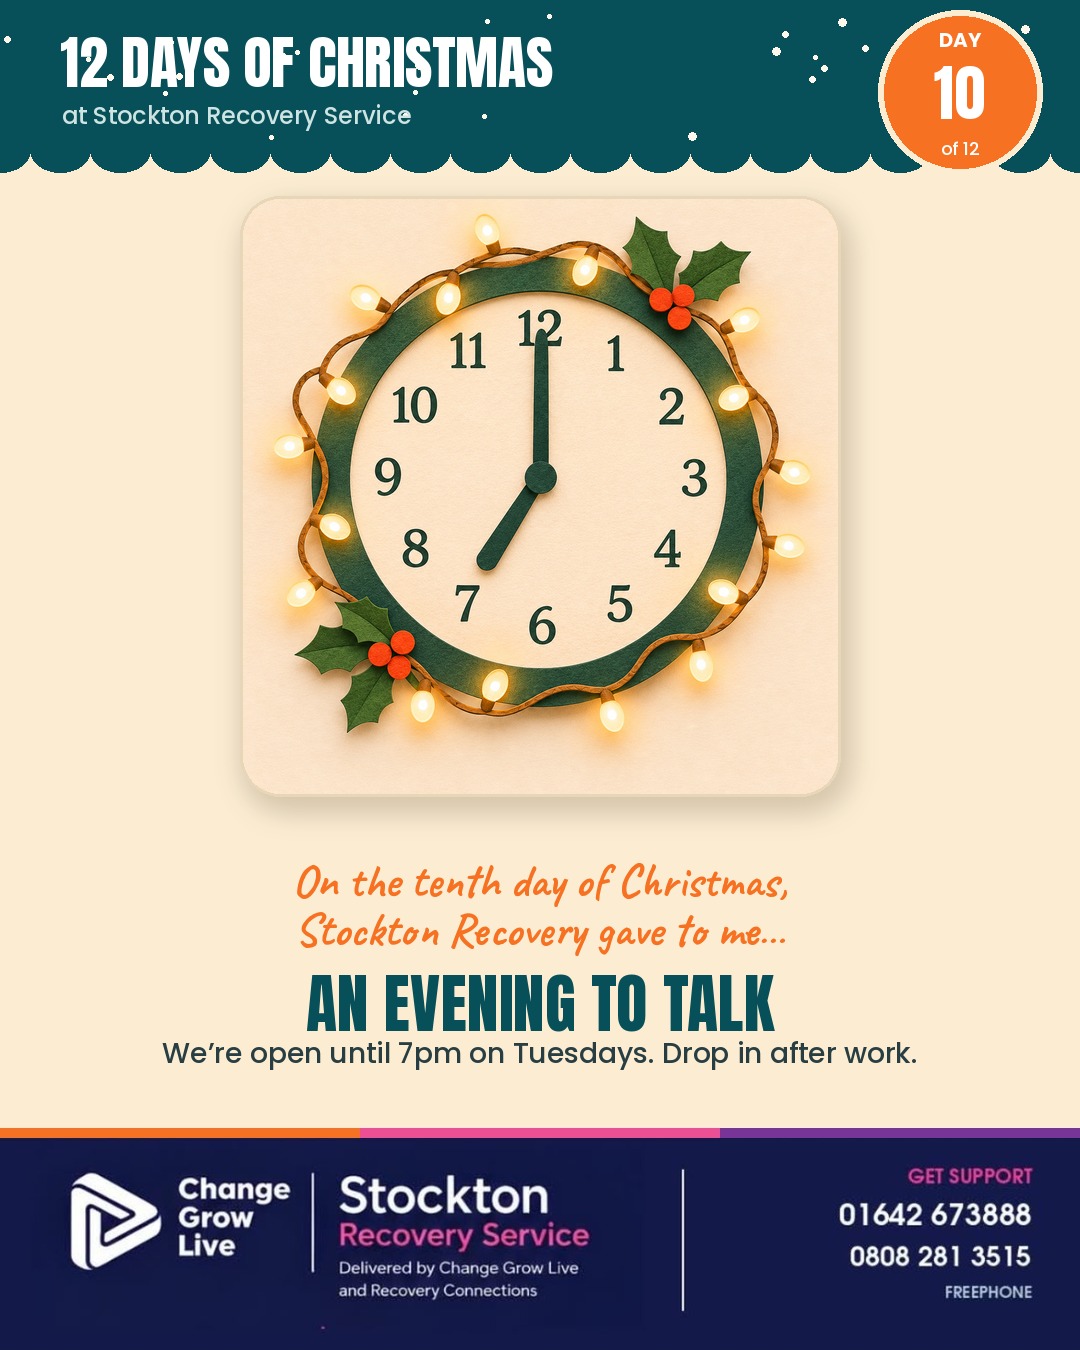 12 DAYS OF CHRISTMAS
at Stockton Recovery Service
DAY
10
of 12
12
11
1
10
2
9
3
8
4
7
5
6
On the tenth day of Christmas,
Stockton Recovery gave to me...
AN EVENING TO TALK
We’re open until 7pm on Tuesdays. Drop in after work.
Change
Grow
Live
Stockton
Recovery Service
Delivered by Change Grow Live
and Recovery Connections
GET SUPPORT
01642 673888
0808 281 3515
FREEPHONE